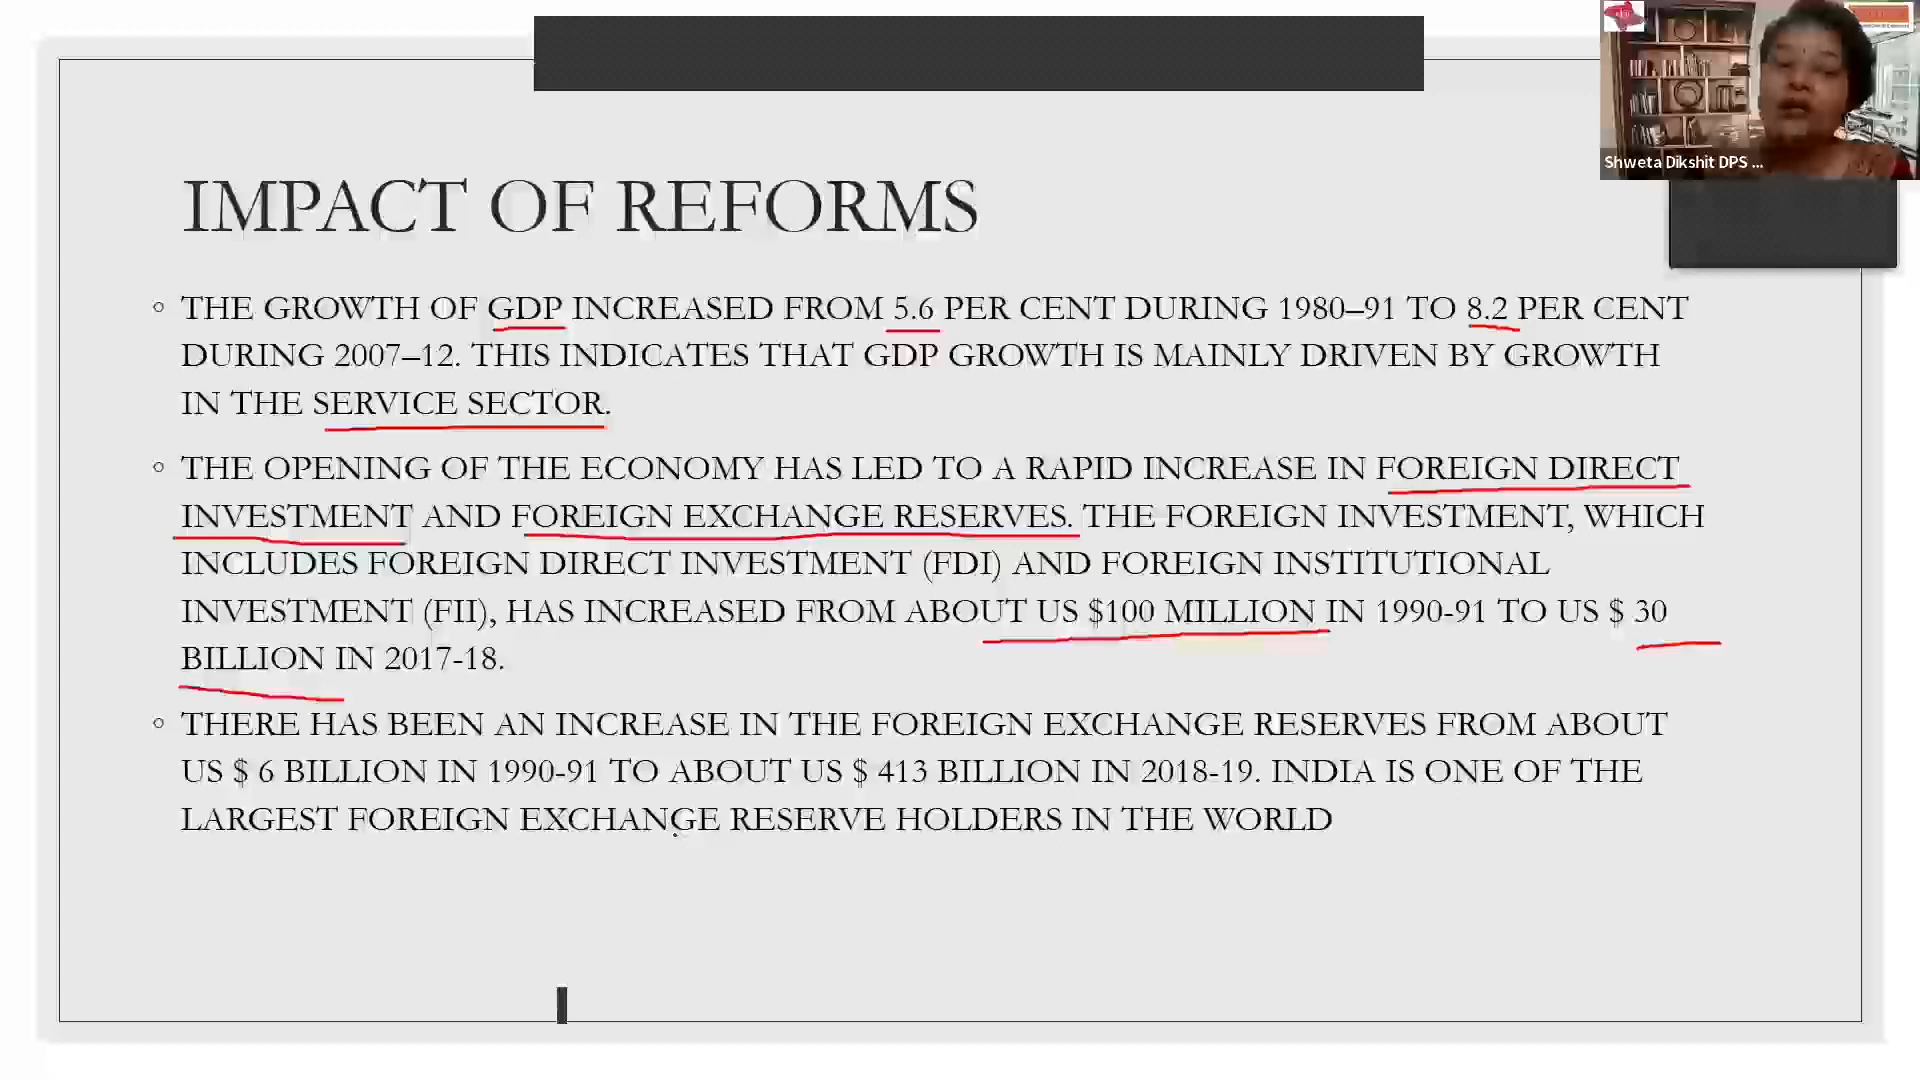 Shweta Dikshit DPS ...
IMPACT OF REFORMS
◦ THE GROWTH OF GDP INCREASED FROM 5.6 PER CENT DURING 1980–91 TO 8.2 PER CENT
DURING 2007–12. THIS INDICATES THAT GDP GROWTH IS MAINLY DRIVEN BY GROWTH
IN THE SERVICE SECTOR.
◦ THE OPENING OF THE ECONOMY HAS LED TO A RAPID INCREASE IN FOREIGN DIRECT
INVESTMENT AND FOREIGN EXCHANGE RESERVES. THE FOREIGN INVESTMENT, WHICH
INCLUDES FOREIGN DIRECT INVESTMENT (FDI) AND FOREIGN INSTITUTIONAL
INVESTMENT (FII), HAS INCREASED FROM ABOUT US $100 MILLION IN 1990-91 TO US $ 30
BILLION IN 2017-18.
◦ THERE HAS BEEN AN INCREASE IN THE FOREIGN EXCHANGE RESERVES FROM ABOUT
US $ 6 BILLION IN 1990-91 TO ABOUT US $ 413 BILLION IN 2018-19. INDIA IS ONE OF THE
LARGEST FOREIGN EXCHANGE RESERVE HOLDERS IN THE WORLD